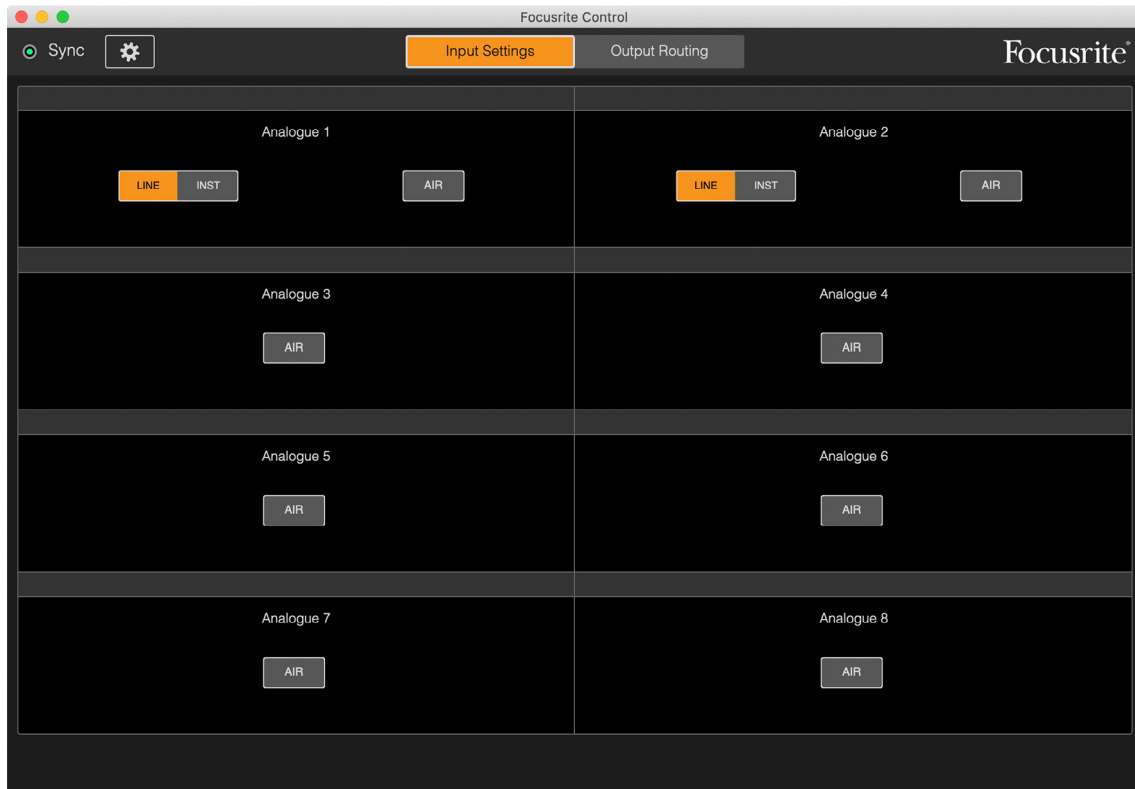 Focusrite Control
Sync Input Settings Output Routing Focusrite®
Analogue 1 Analogue 2
LINE INST AIR LINE INST AIR
Analogue 3 Analogue 4
AIR AIR
Analogue 5 Analogue 6
AIR AIR
Analogue 7 Analogue 8
AIR AIR